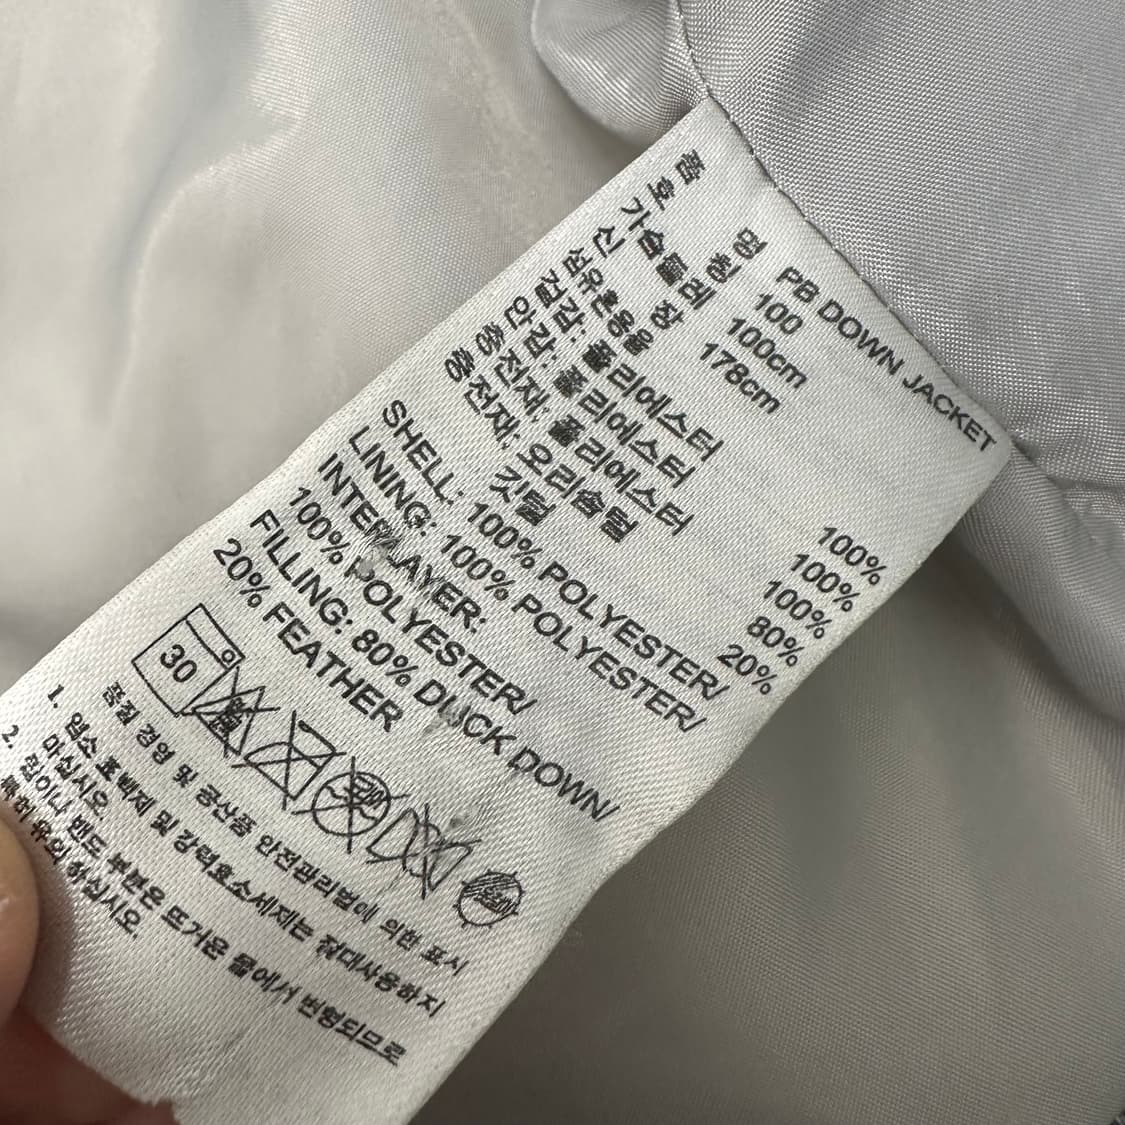 품 명 PB DOWN JACKET
호 칭 100
가슴둘레 100cm
신 장 178cm
섬유혼용율
겉감: 폴리에스터 100%
안감: 폴리에스터 100%
충전재: 폴리에스터 100%
충전재: 오리솜털 80%
깃털 20%
SHELL: 100% POLYESTER/
LINING: 100% POLYESTER/
INTERLAYER:
100% POLYESTER/
FILLING: 80% DUCK DOWN/
20% FEATHER
30
품질 경영 및 공산품 안전관리법에 의한 표시
1. 염소 표백제 및 강력효소세제는 절대사용하지
마십시오.
2. 립이나 밴드 부분은 뜨거운 물에서 변형되므로
특히 유의 하십시오.